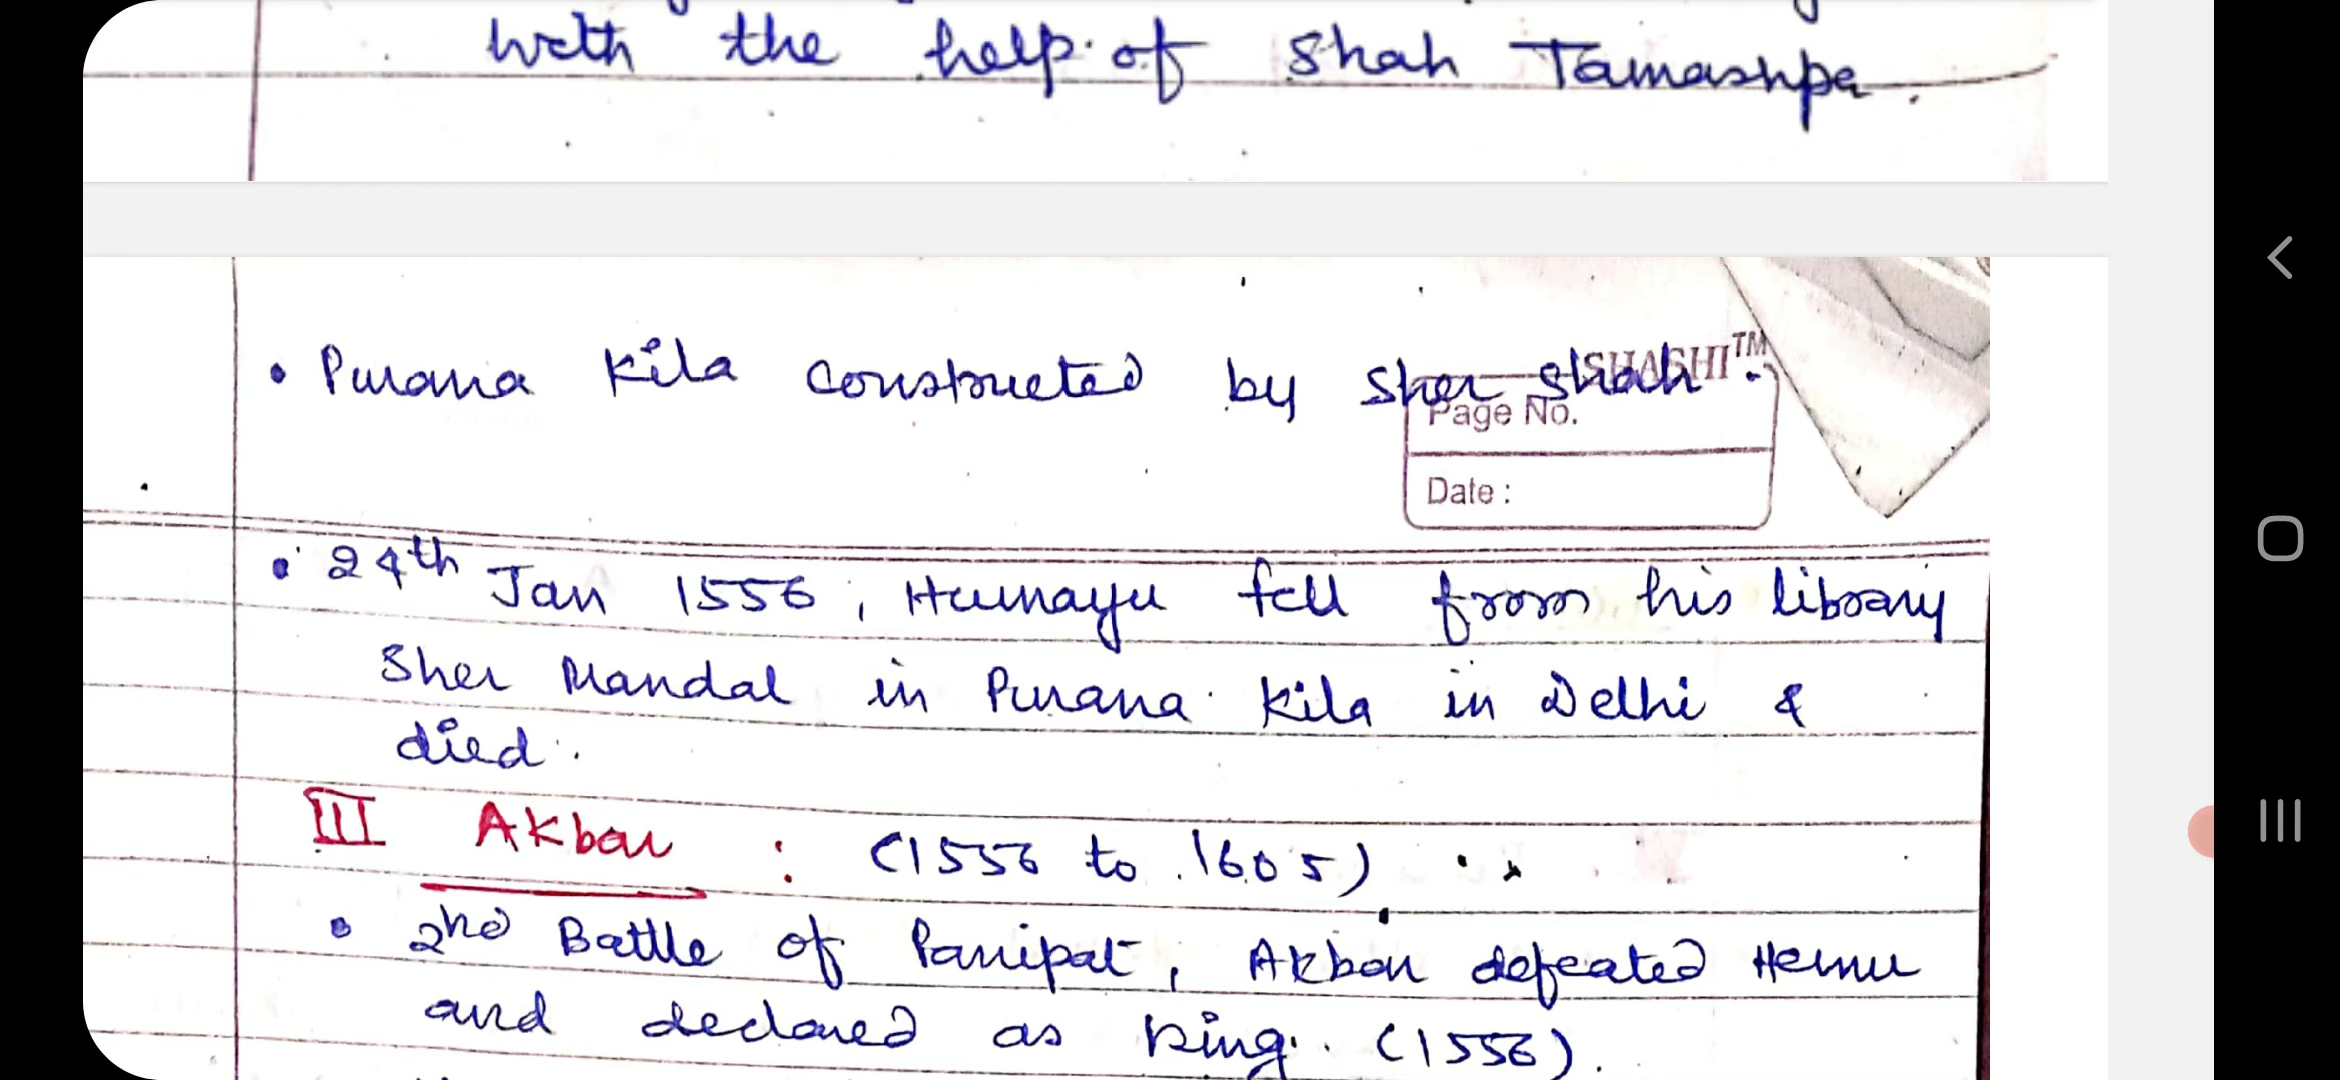 with the help of Shah Tamashpa.
• Purana Kila constructed by Sher Shah.
SHASHI™
Page No.
Date :
• 24th Jan 1556, Humayu fell from his library
Sher Mandal in Purana Kila in Delhi &
died.
III Akbar : (1556 to 1605)
• 2nd Battle of Panipat, Akbar defeated Hemu
and declared as king. (1556).